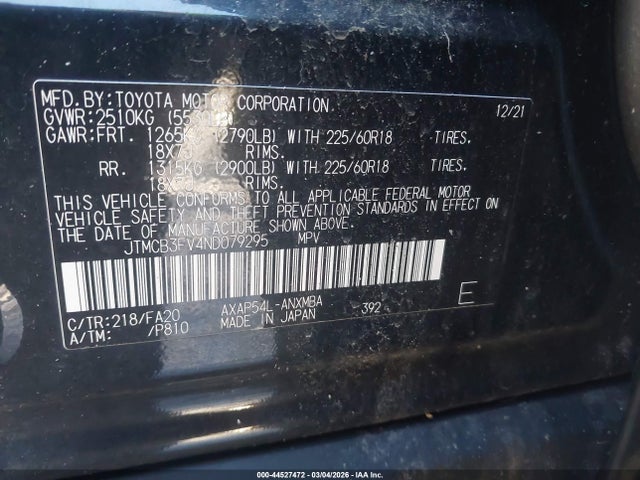 MFD.BY:TOYOTA MOTOR CORPORATION 12/21
GVWR:2510KG
GAWR:FRT. (2790LB) WITH 225/60R18 TIRES.
RIMS.
RR. 1315KG (2900LB) WITH 225/60R18 TIRES.
RIMS.
THIS VEHICLE CONFORMS TO ALL APPLICABLE FEDERAL MOTOR
VEHICLE SAFETY AND THEFT PREVENTION STANDARDS IN EFFECT ON
THE DATE OF MANUFACTURE SHOWN ABOVE.
JTMCB3FV4ND079295 MPV
C/TR:218/FA20 AXAP54L-ANXMBA 392 E
A/TM: /P810 MADE IN JAPAN
000-44527472 - 03/04/2026 - IAA Inc.